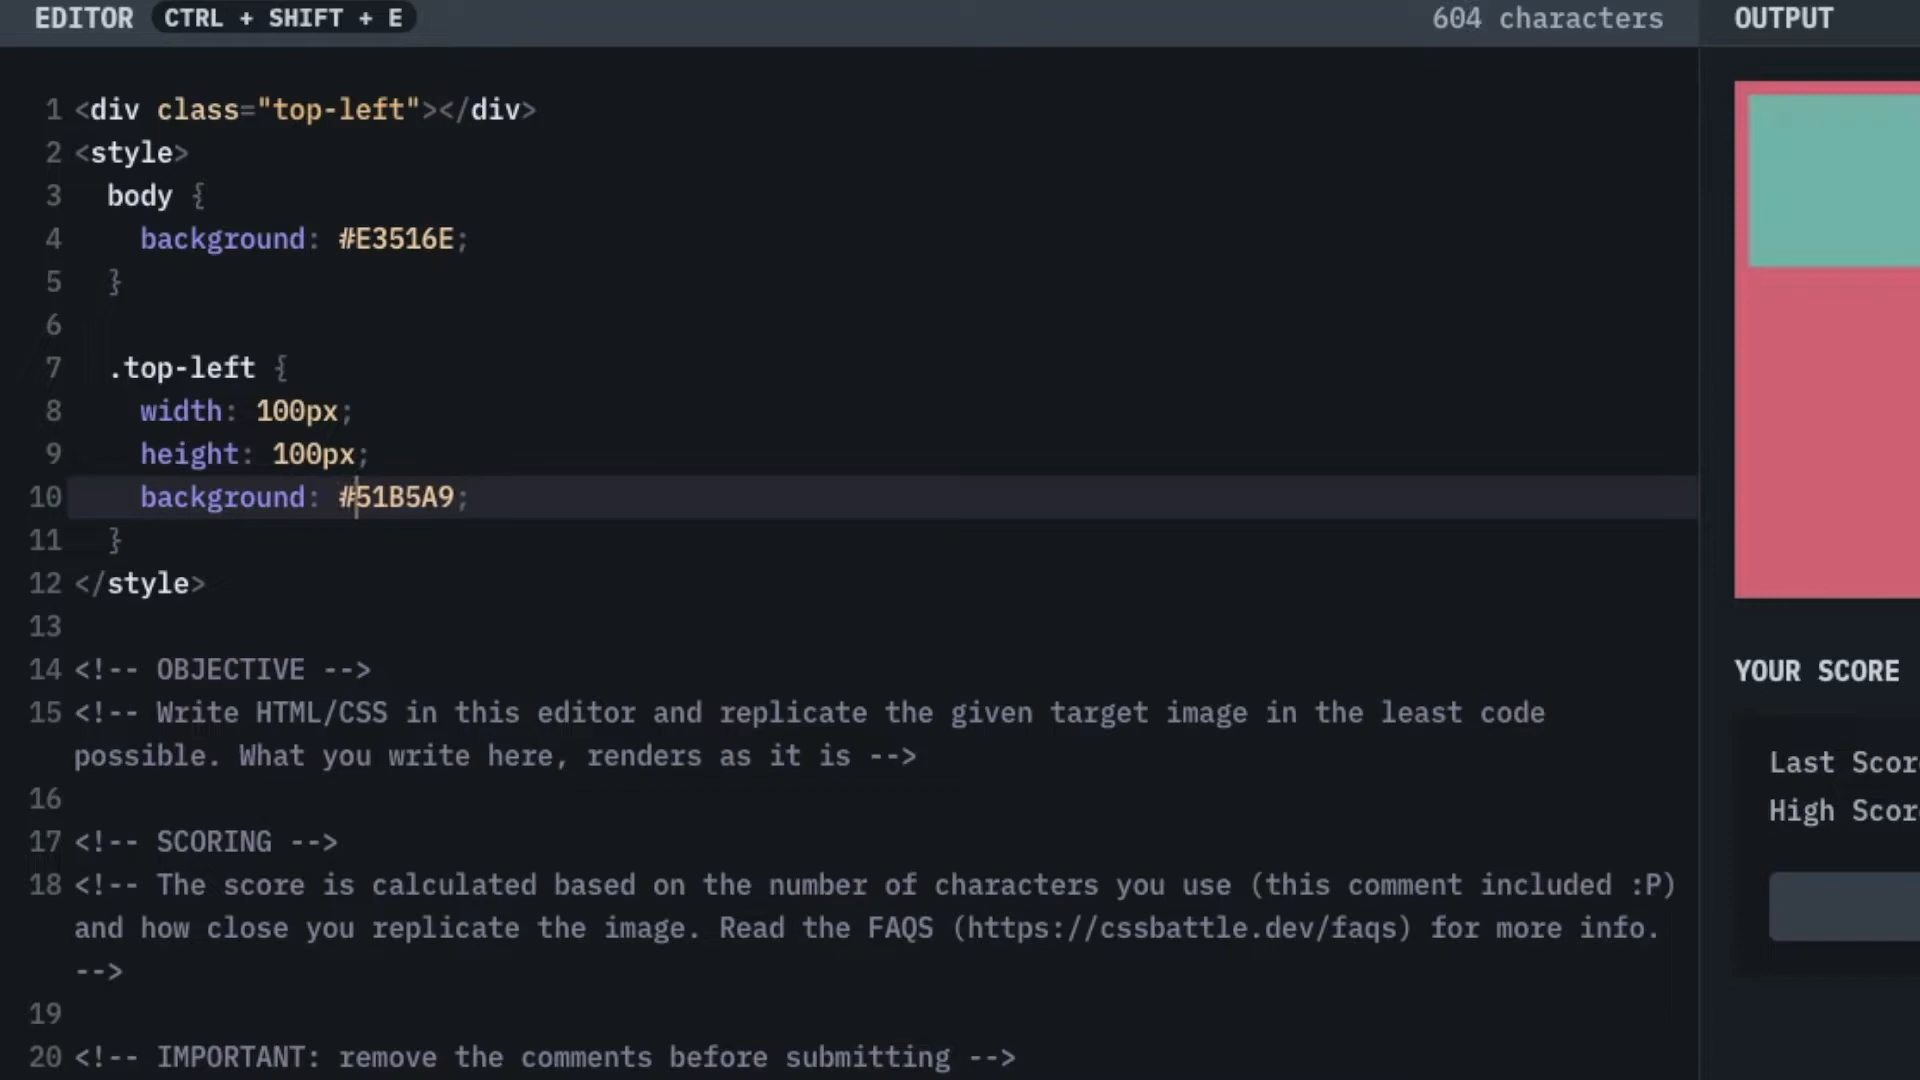 EDITOR CTRL + SHIFT + E 604 characters OUTPUT
1 <div class="top-left"></div>
2 <style>
3 body {
4 background: #E3516E;
5 }
6
7 .top-left {
8 width: 100px;
9 height: 100px;
10 background: #51B5A9;
11 }
12 </style>
13
14 <!-- OBJECTIVE -->
15 <!-- Write HTML/CSS in this editor and replicate the given target image in the least code
possible. What you write here, renders as it is -->
16
17 <!-- SCORING -->
18 <!-- The score is calculated based on the number of characters you use (this comment included :P)
and how close you replicate the image. Read the FAQS (https://cssbattle.dev/faqs) for more info.
-->
19
20 <!-- IMPORTANT: remove the comments before submitting -->
YOUR SCORE
Last Scor
High Scor